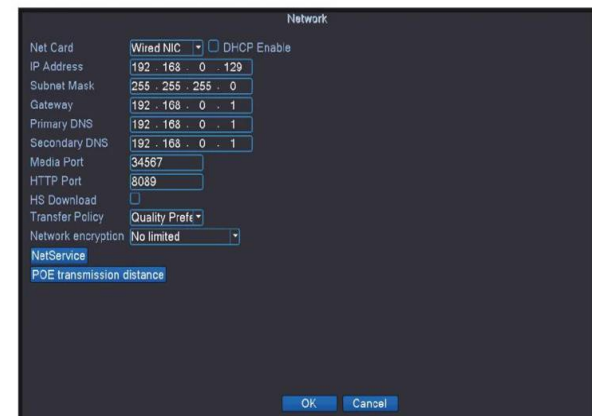 Network
Net Card Wired NIC DHCP Enable
IP Address 192 . 168 . 0 . 129
Subnet Mask 255 . 255 . 255 . 0
Gateway 192 . 168 . 0 . 1
Primary DNS 192 . 168 . 0 . 1
Secondary DNS 192 . 168 . 0 . 1
Media Port 34567
HTTP Port 8089
HS Download
Transfer Policy Quality Prefe
Network encryption No limited
NetService
POE transmission distance
OK Cancel